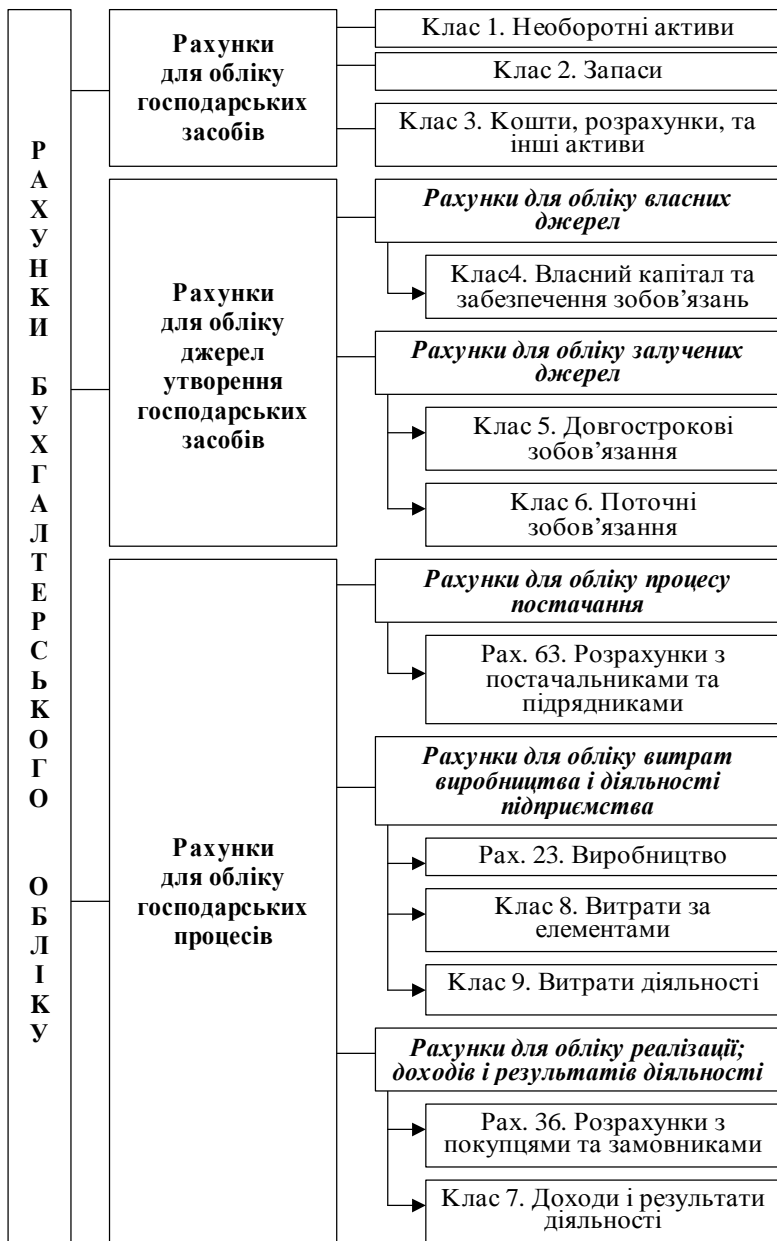 РАХУНКИ БУХГАЛТЕРСЬКОГО ОБЛІКУ
Рахунки
для обліку
господарських
засобів
Клас 1. Необоротні активи
Клас 2. Запаси
Клас 3. Кошти, розрахунки, та
інші активи
Рахунки
для обліку
джерел
утворення
господарських
засобів
Рахунки для обліку власних
джерел
Клас4. Власний капітал та
забезпечення зобов’язань
Рахунки для обліку залучених
джерел
Клас 5. Довгострокові
зобов’язання
Клас 6. Поточні
зобов’язання
Рахунки
для обліку
господарських
процесів
Рахунки для обліку процесу
постачання
Рах. 63. Розрахунки з
постачальниками та
підрядниками
Рахунки для обліку витрат
виробництва і діяльності
підприємства
Рах. 23. Виробництво
Клас 8. Витрати за
елементами
Клас 9. Витрати діяльності
Рахунки для обліку реалізації;
доходів і результатів діяльності
Рах. 36. Розрахунки з
покупцями та замовниками
Клас 7. Доходи і результати
діяльності